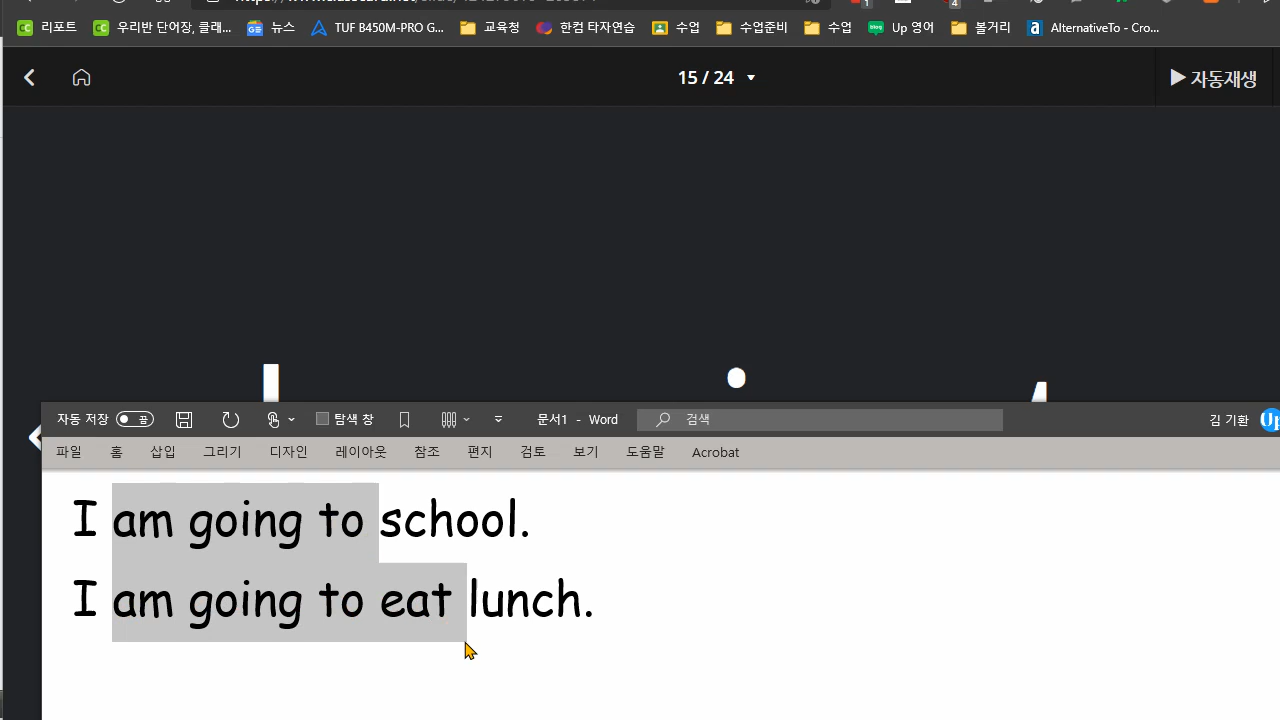 리포트 우리반 단어장, 클래... 뉴스 TUF B450M-PRO G... 교육청 한컴 타자연습 수업 수업준비 수업 Up 영어 볼거리 AlternativeTo - Cro...
15 / 24 자동재생
자동 저장 끔 탐색 창 문서1 - Word 검색 김 기환 Up
파일 홈 삽입 그리기 디자인 레이아웃 참조 편지 검토 보기 도움말 Acrobat
I am going to school.
I am going to eat lunch.